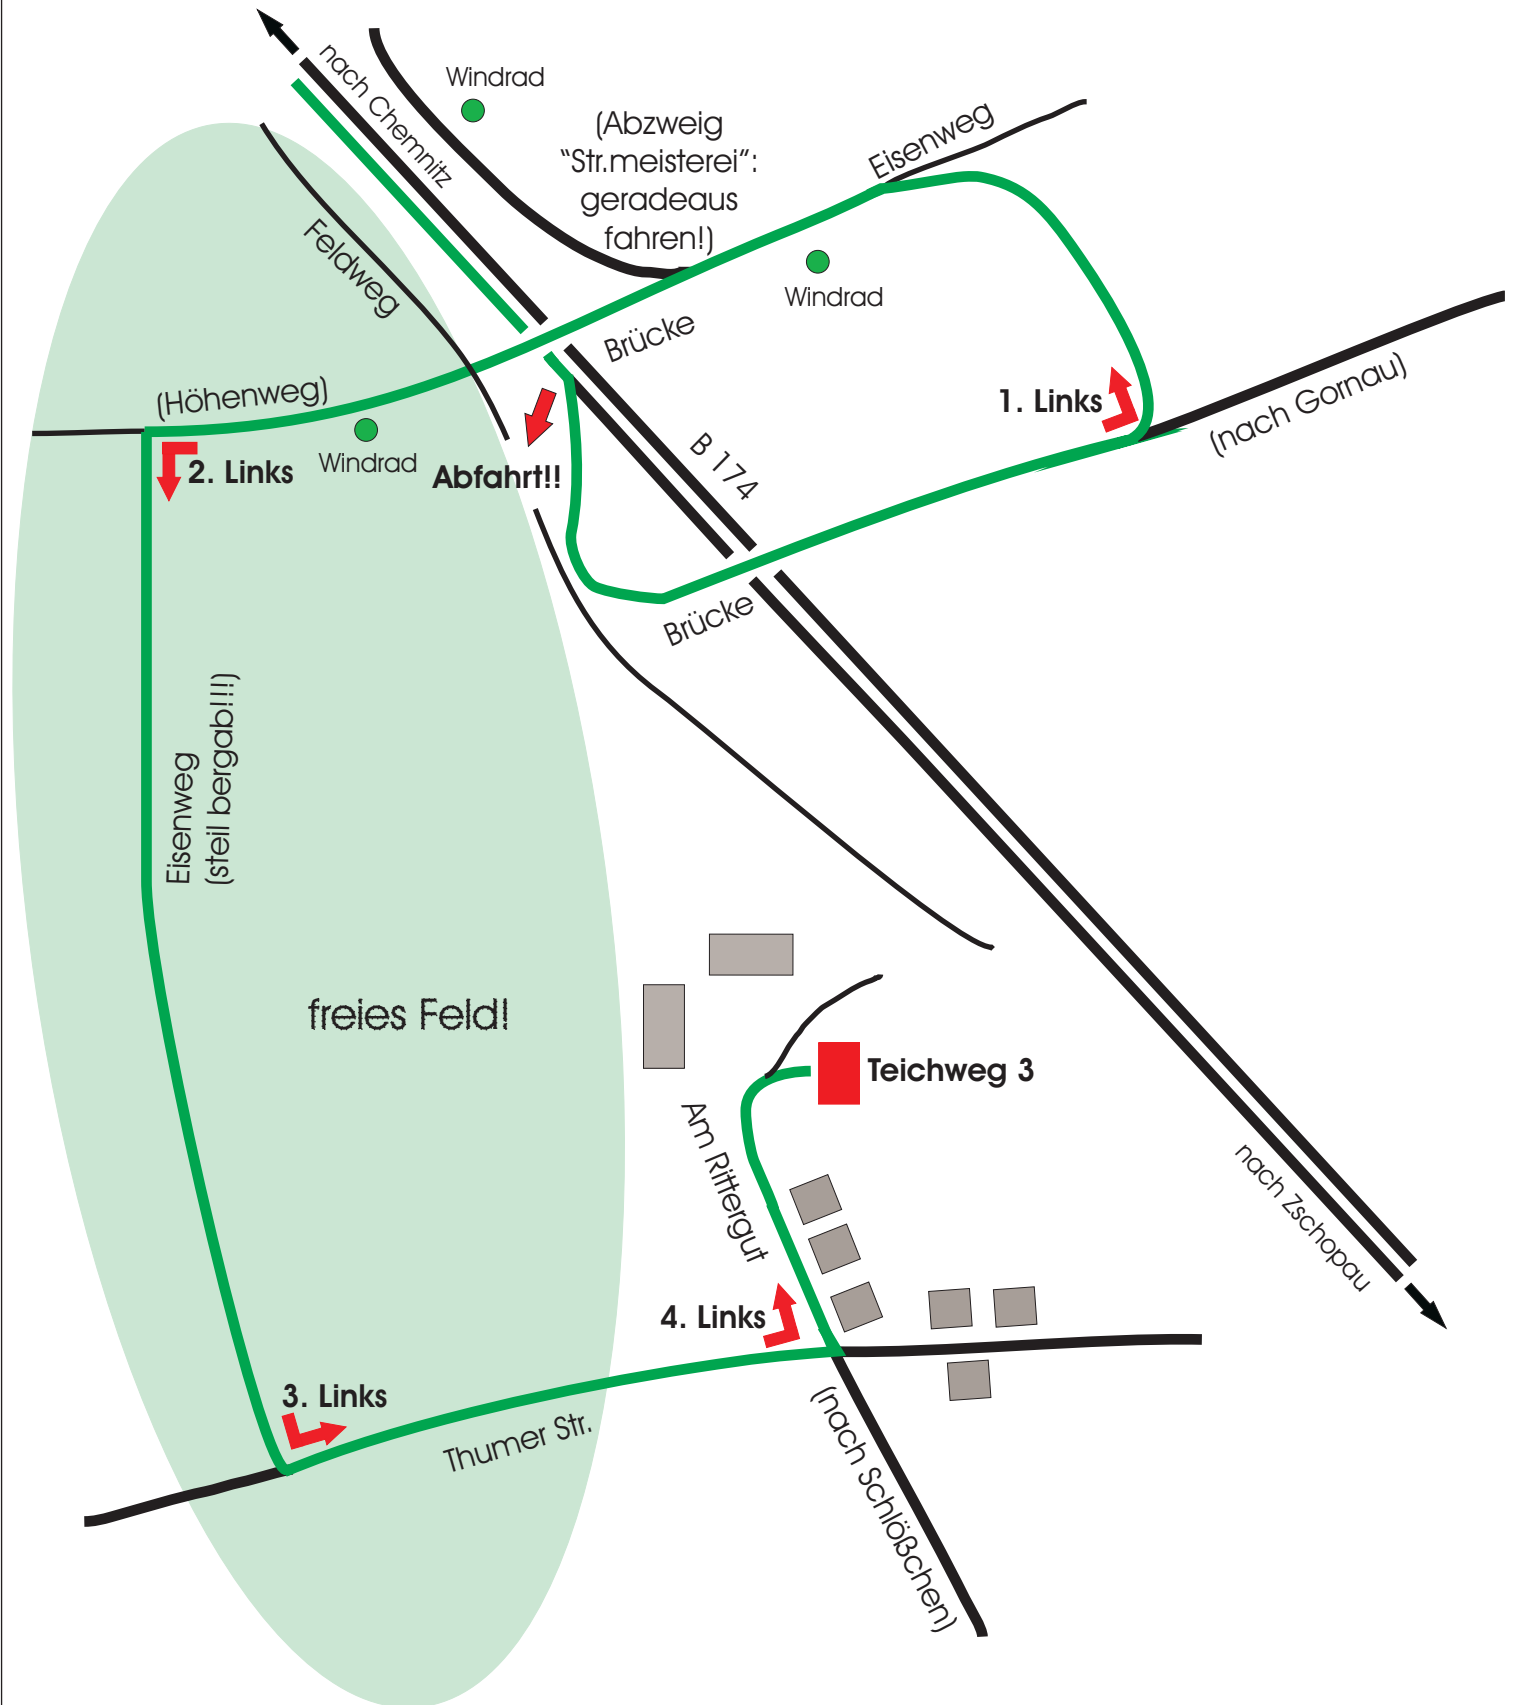 nach Chemnitz
Windrad
(Abzweig
“Str.meisterei”:
geradeaus
fahren!)
Eisenweg
Feldweg
Windrad
Brücke
(Höhenweg)
1. Links
(nach Gornau)
2. Links
Windrad
Abfahrt!!
B 174
Brücke
Eisenweg
(steil bergab!!!)
freies Feld!
Teichweg 3
Am Rittergut
nach Zschopau
4. Links
3. Links
Thumer Str.
(nach Schlößchen)